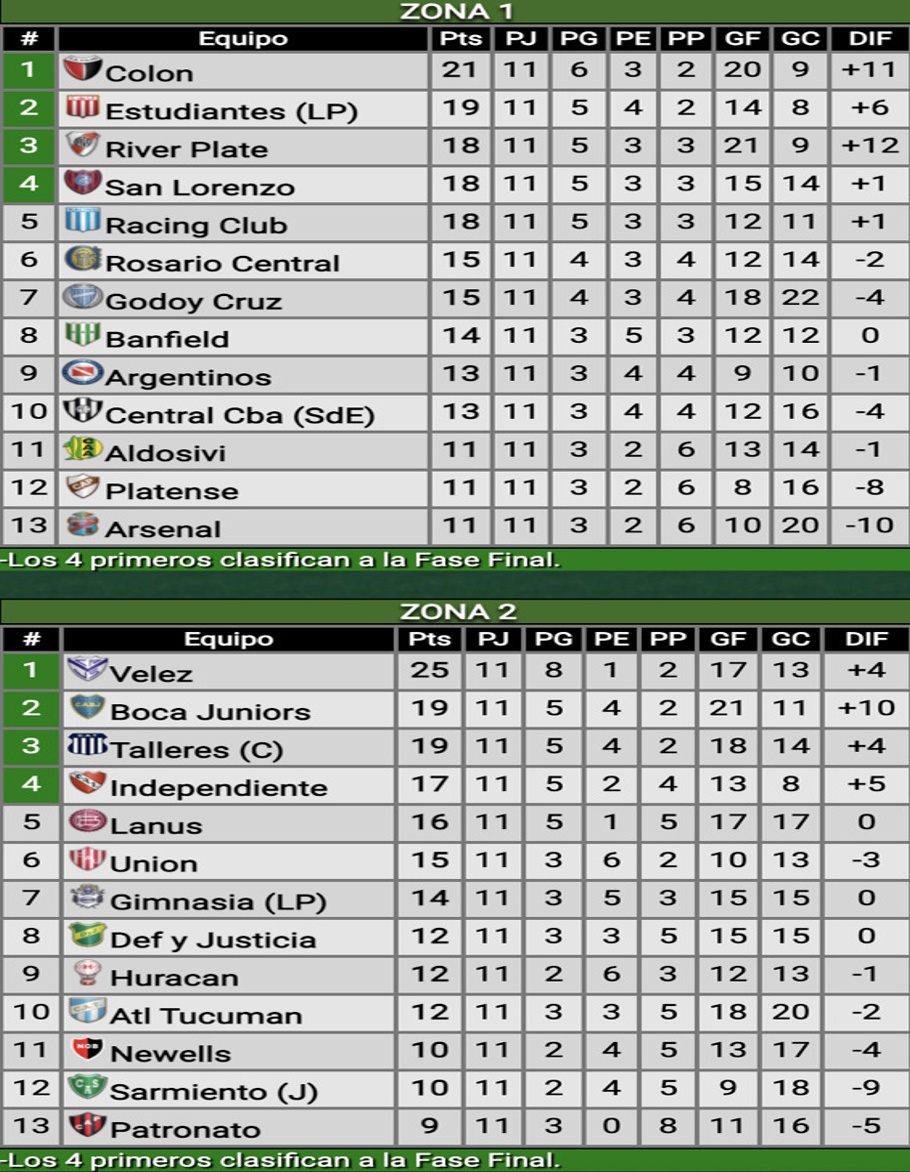 ZONA 1
# Equipo Pts PJ PG PE PP GF GC DIF
1 Colon 21 11 6 3 2 20 9 +11
2 Estudiantes (LP) 19 11 5 4 2 14 8 +6
3 River Plate 18 11 5 3 3 21 9 +12
4 San Lorenzo 18 11 5 3 3 15 14 +1
5 Racing Club 18 11 5 3 3 12 11 +1
6 Rosario Central 15 11 4 3 4 12 14 -2
7 Godoy Cruz 15 11 4 3 4 18 22 -4
8 Banfield 14 11 3 5 3 12 12 0
9 Argentinos 13 11 3 4 4 9 10 -1
10 Central Cba (SdE) 13 11 3 4 4 12 16 -4
11 Aldosivi 11 11 3 2 6 13 14 -1
12 Platense 11 11 3 2 6 8 16 -8
13 Arsenal 11 11 3 2 6 10 20 -10
-Los 4 primeros clasifican a la Fase Final.
ZONA 2
# Equipo Pts PJ PG PE PP GF GC DIF
1 Velez 25 11 8 1 2 17 13 +4
2 Boca Juniors 19 11 5 4 2 21 11 +10
3 Talleres (C) 19 11 5 4 2 18 14 +4
4 Independiente 17 11 5 2 4 13 8 +5
5 Lanus 16 11 5 1 5 17 17 0
6 Union 15 11 3 6 2 10 13 -3
7 Gimnasia (LP) 14 11 3 5 3 15 15 0
8 Def y Justicia 12 11 3 3 5 15 15 0
9 Huracan 12 11 2 6 3 12 13 -1
10 Atl Tucuman 12 11 3 3 5 18 20 -2
11 Newells 10 11 2 4 5 13 17 -4
12 Sarmiento (J) 10 11 2 4 5 9 18 -9
13 Patronato 9 11 3 0 8 11 16 -5
-Los 4 primeros clasifican a la Fase Final.